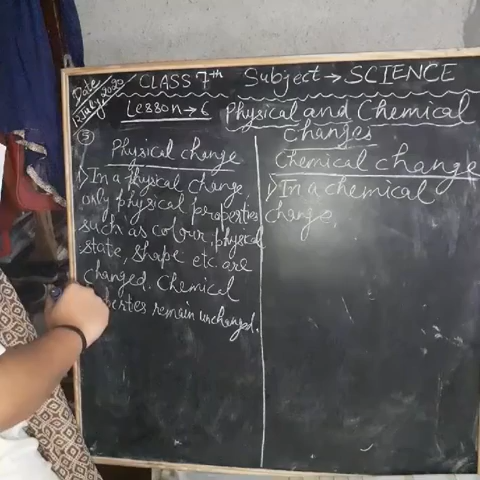 Date
12 July, 2020
CLASS 7th Subject → SCIENCE
Lesson → 6 Physical and Chemical
Changes
③
Physical change
1) In a Physical Change
only physical properties
such as colour, physical
state, shape etc are
changed. Chemical
remain unchanged.
Chemical change
1) In a chemical
change,